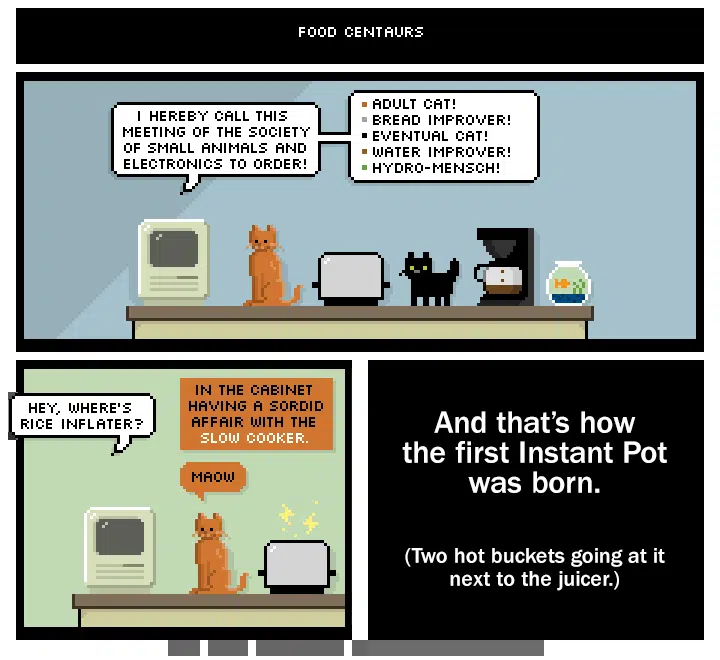 FOOD CENTAURS
I HEREBY CALL THIS
MEETING OF THE SOCIETY
OF SMALL ANIMALS AND
ELECTRONICS TO ORDER!
ADULT CAT!
BREAD IMPROVER!
EVENTUAL CAT!
WATER IMPROVER!
HYDRO-MENSCH!
HEY, WHERE'S
RICE INFLATER?
IN THE CABINET
HAVING A SORDID
AFFAIR WITH THE
SLOW COOKER.
MAOW
And that's how
the first Instant Pot
was born.
(Two hot buckets going at it
next to the juicer.)